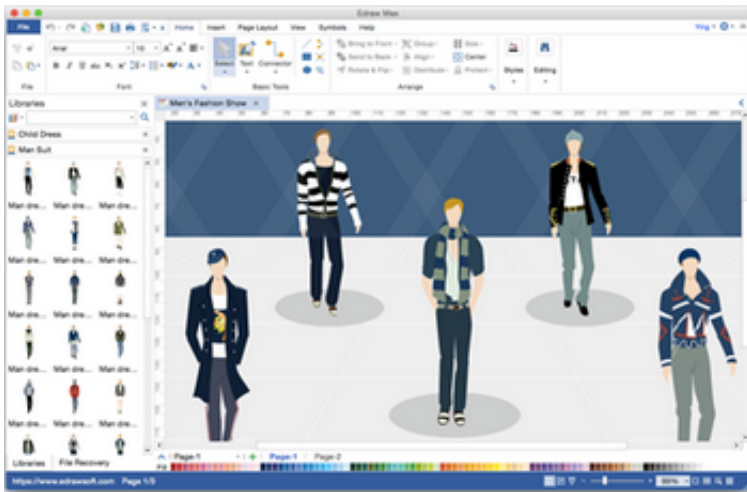 Edraw Max
File Home Insert Page Layout View Symbols Help Ying
Arial 10
Select Text Connector
Bring to Front Group Size
Send to Back Align Center
Rotate & Flip Distribute Protect
Styles Editing
File Font Basic Tools Arrange
Libraries
Men's Fashion Show
Child Dress
Man Suit
Man dre... Man dre... Man dre...
Man dre... Man dre... Man dre...
Man dre... Man dre... Man dre...
Man dre... Man dre... Man dre...
Man dre... Man dre... Man dre...
Page-1 Page-1 Page-2
Libraries File Recovery
Fill
https://www.edrawsoft.com Page 1/3